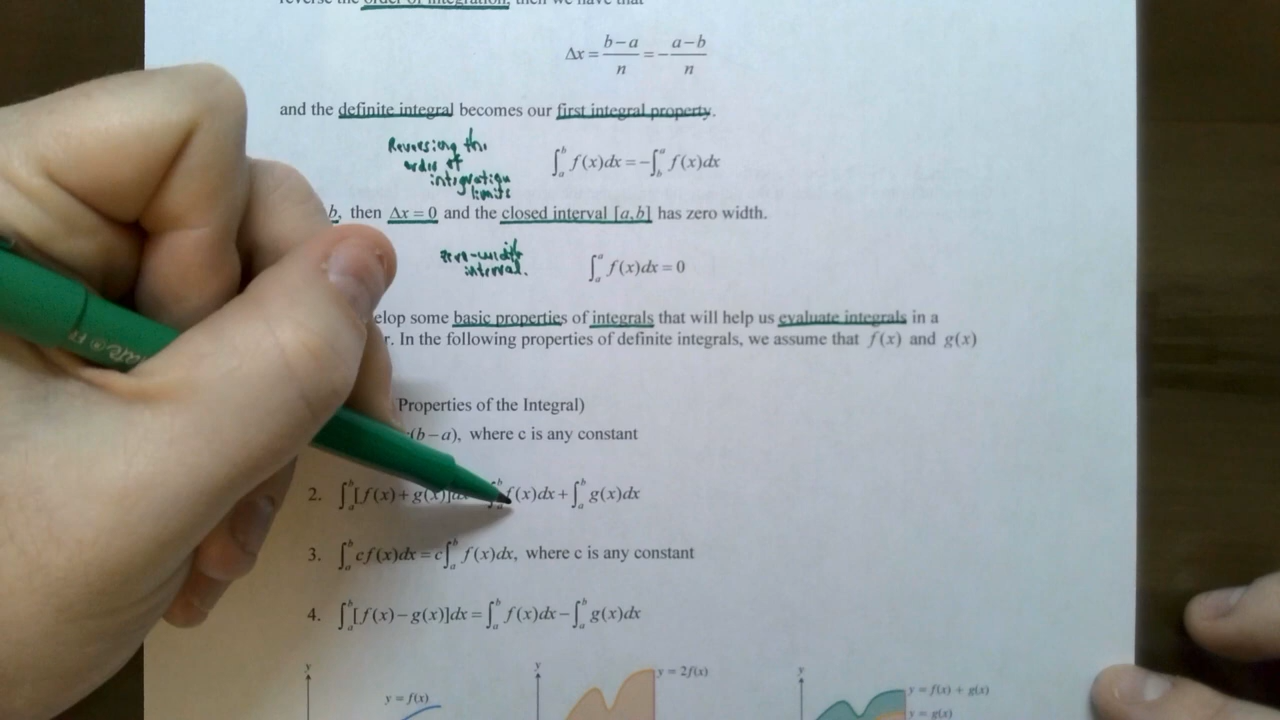 reverse the order of integration, then we have that
Δx = (b−a)/n = −(a−b)/n
and the definite integral becomes our first integral property.
Reversing the
order of
integration
limits
∫_a^b f(x)dx = −∫_b^a f(x)dx
b, then Δx = 0 and the closed interval [a,b] has zero width.
zero-width
interval.
∫_a^a f(x)dx = 0
elop some basic properties of integrals that will help us evaluate integrals in a
r. In the following properties of definite integrals, we assume that f(x) and g(x)
Properties of the Integral)
(b−a), where c is any constant
2. ∫_a^b [f(x)+g(x)]dx ∫_a^b f(x)dx + ∫_a^b g(x)dx
3. ∫_a^b cf(x)dx = c∫_a^b f(x)dx, where c is any constant
4. ∫_a^b [f(x)−g(x)]dx = ∫_a^b f(x)dx − ∫_a^b g(x)dx
y
y = f(x)
y
y = 2f(x)
y
y = f(x) + g(x)
y = g(x)